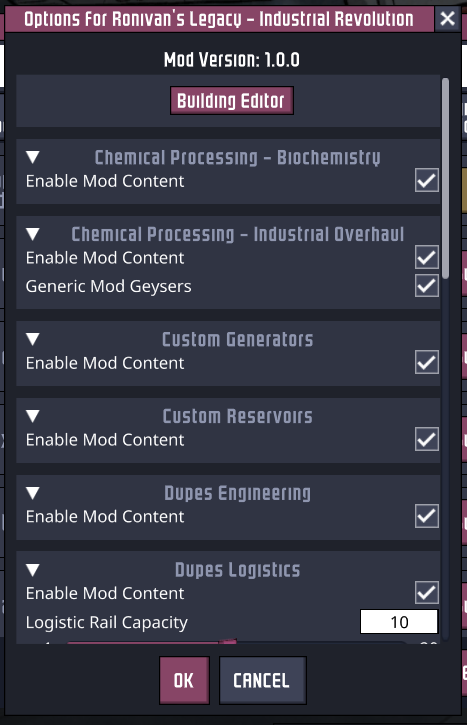 Options For Ronivan's Legacy - Industrial Revolution
Mod Version: 1.0.0
Building Editor
Chemical Processing - Biochemistry
Enable Mod Content
Chemical Processing - Industrial Overhaul
Enable Mod Content
Generic Mod Geysers
Custom Generators
Enable Mod Content
Custom Reservoirs
Enable Mod Content
Dupes Engineering
Enable Mod Content
Dupes Logistics
Enable Mod Content
Logistic Rail Capacity 10
OK CANCEL